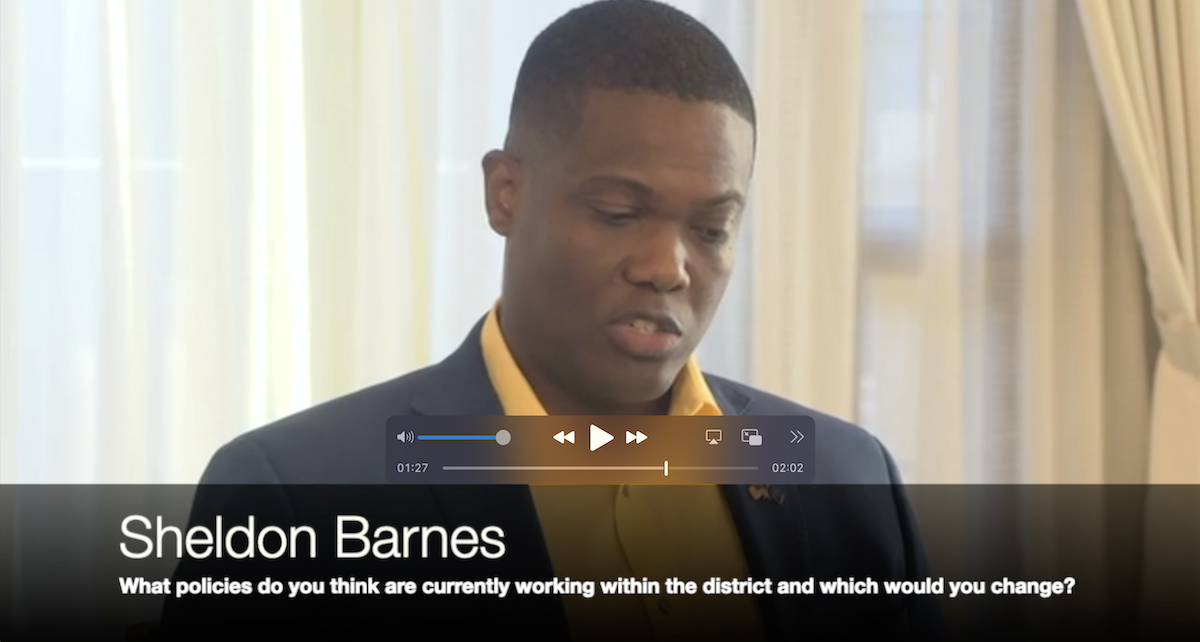 01:27 02:02
Sheldon Barnes
What policies do you think are currently working within the district and which would you change?